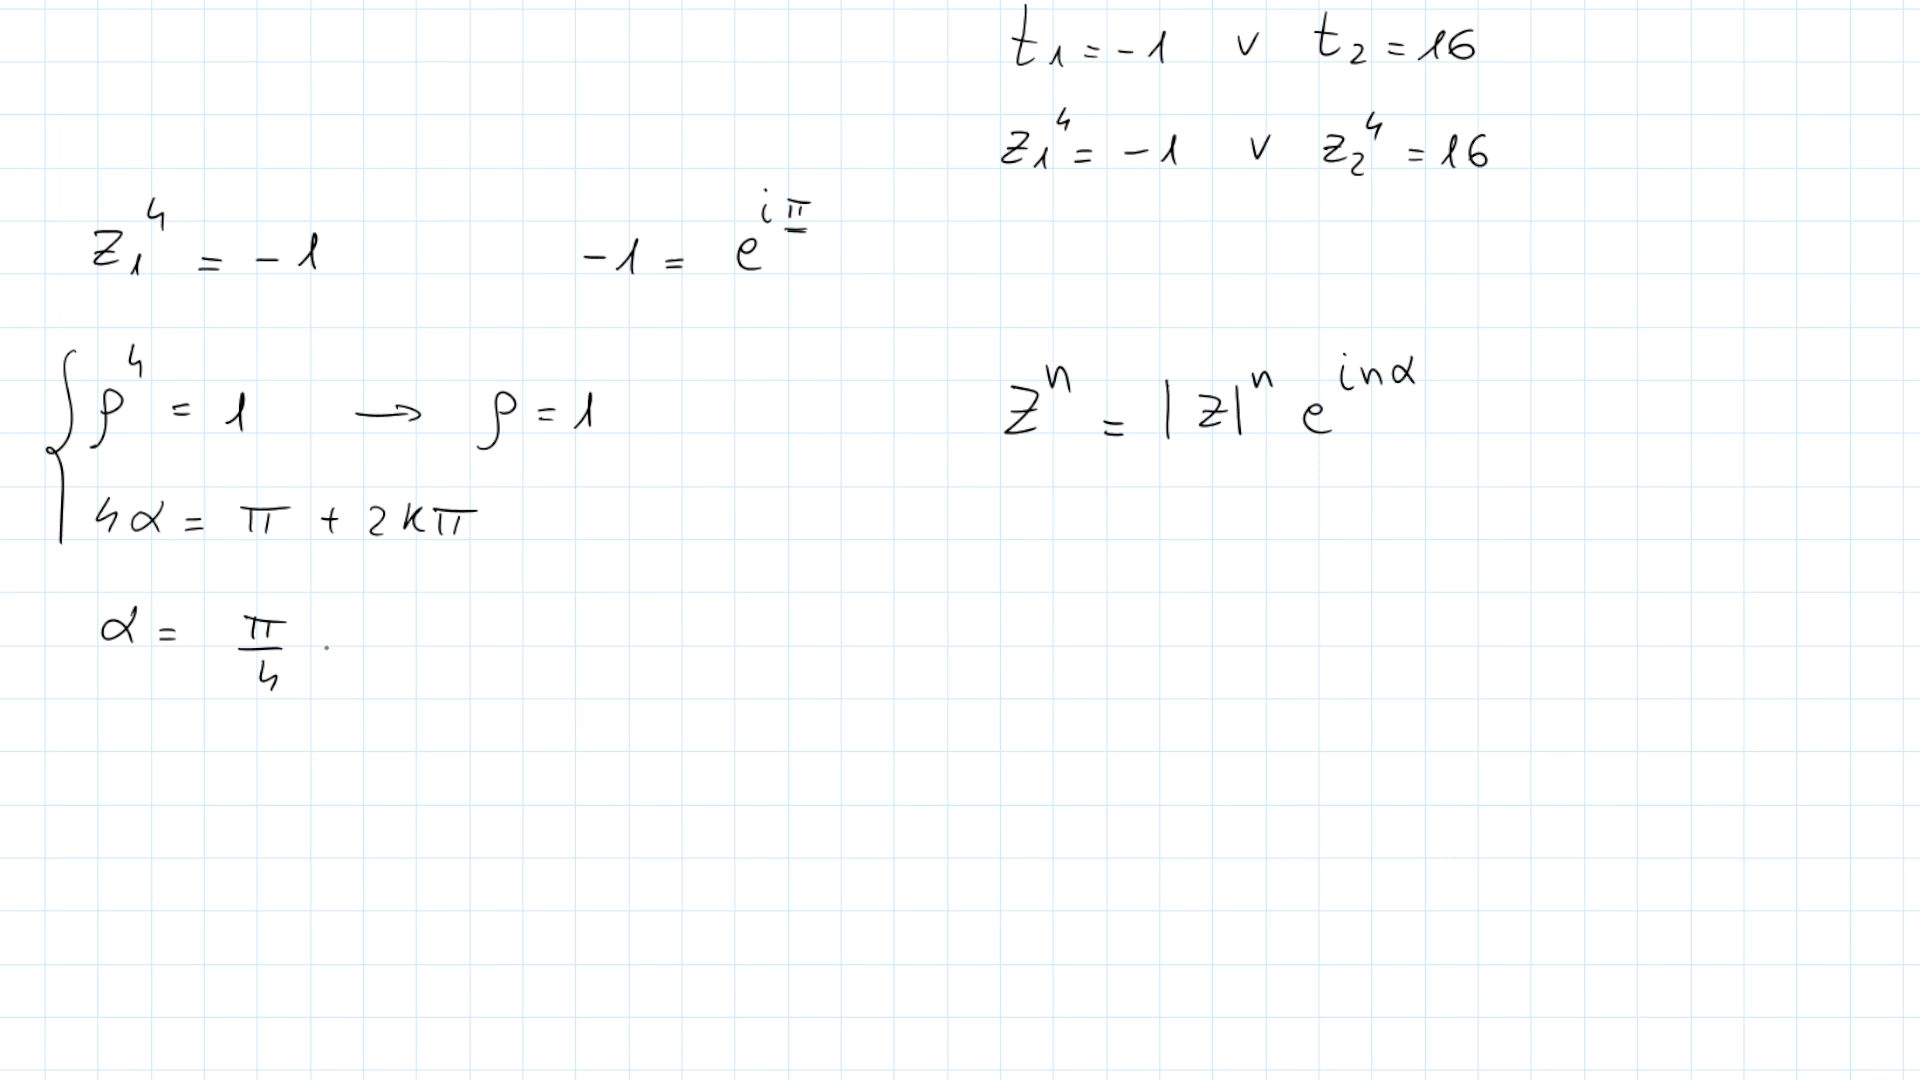 t₁ = -1 ∨ t₂ = 16
z₁⁴ = -1 ∨ z₂⁴ = 16
z₁⁴ = -1 -1 = e^{iπ}
ρ⁴ = 1 → ρ = 1 zⁿ = |z|ⁿ e^{inα}
4α = π + 2kπ
α = π/4